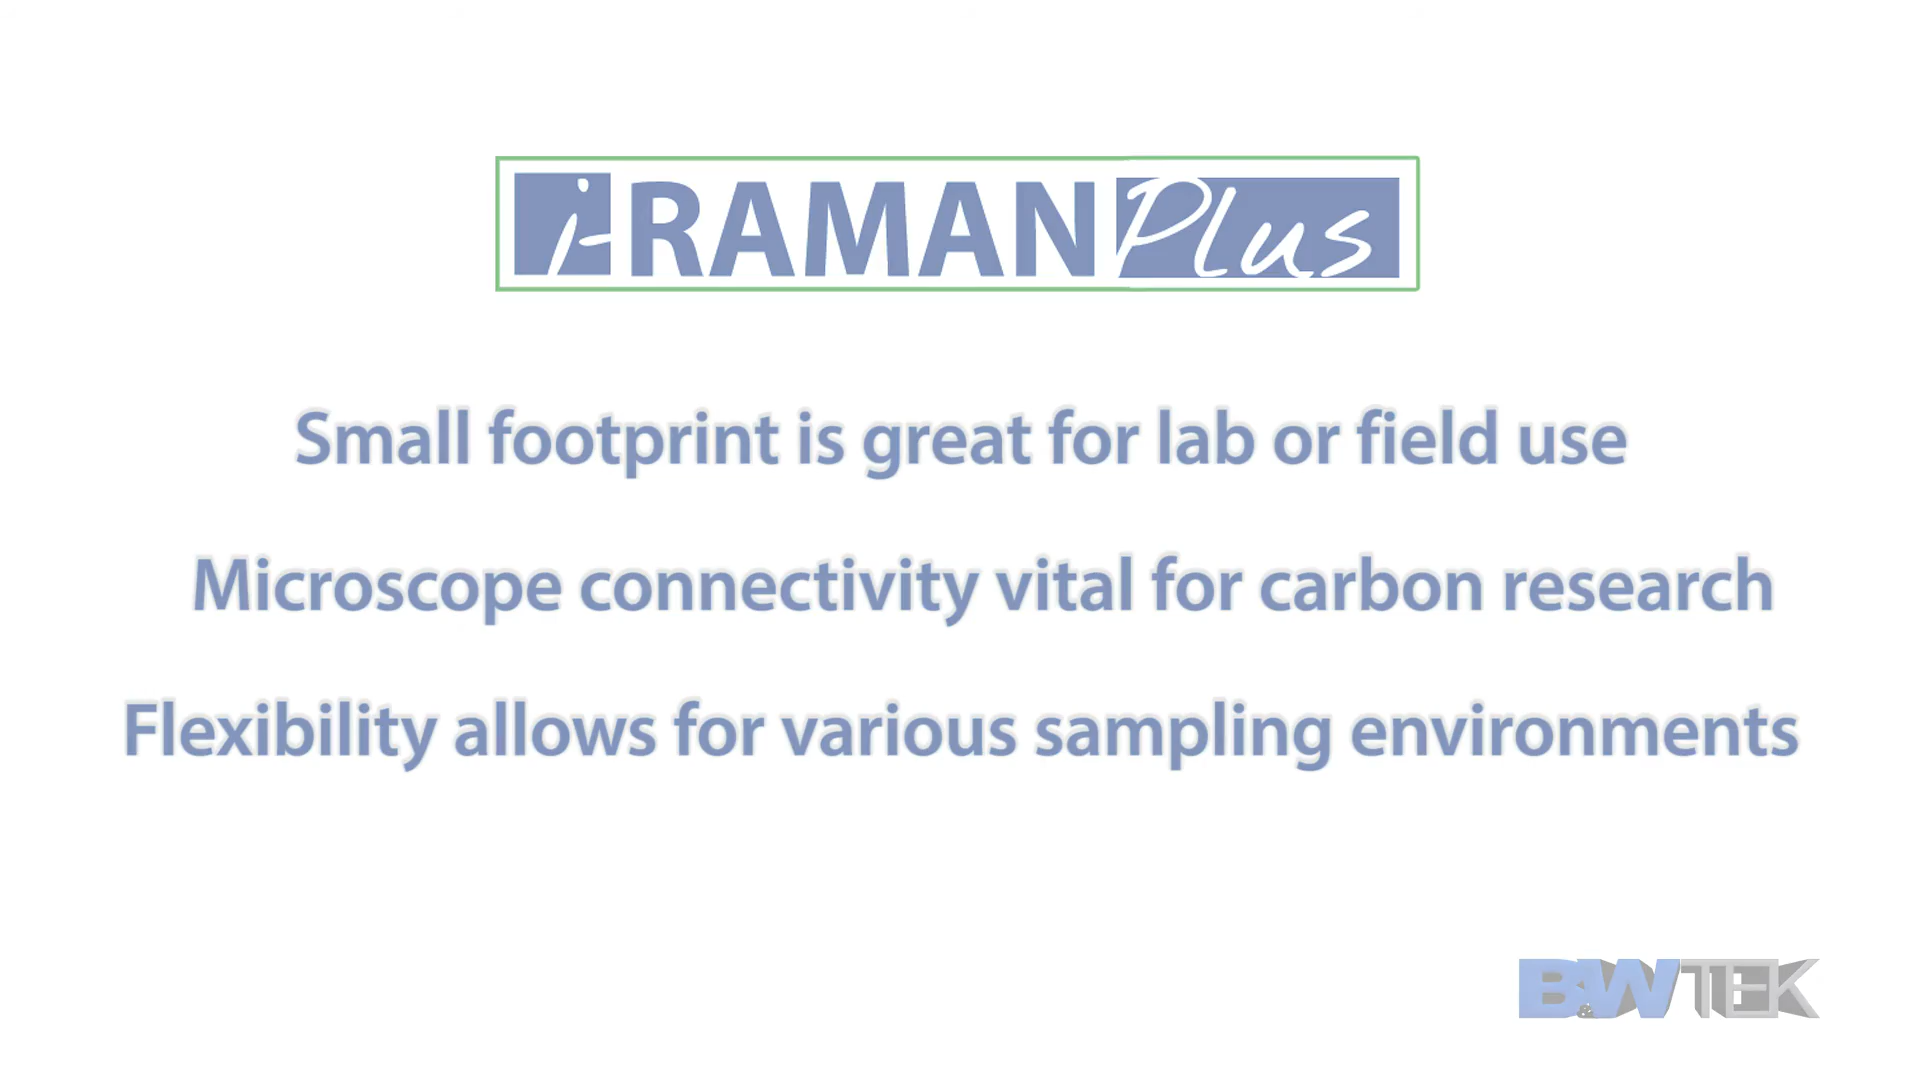 i-RAMAN Plus
Small footprint is great for lab or field use
Microscope connectivity vital for carbon research
Flexibility allows for various sampling environments
B&WTEK